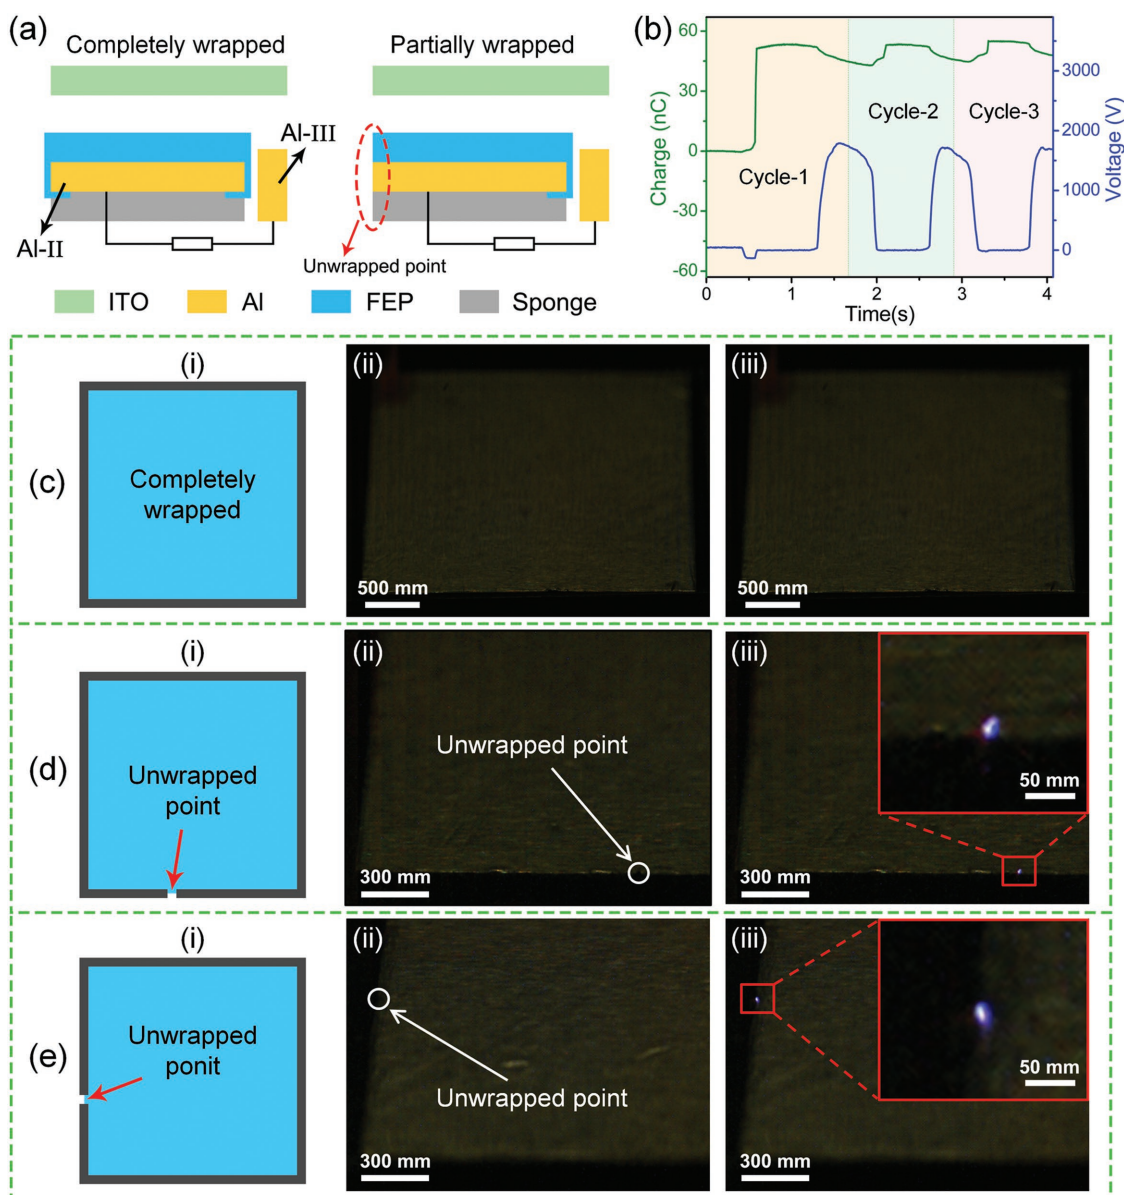 (a)
Completely wrapped
Partially wrapped
Al-III
Al-II
Unwrapped point
ITO
Al
FEP
Sponge
(b)
Charge (nC)
60
30
0
-30
-60
Cycle-1
Cycle-2
Cycle-3
3000
2000
1000
0
Voltage (V)
0
1
2
3
4
Time(s)
(c)
(i)
Completely
wrapped
(ii)
500 mm
(iii)
500 mm
(d)
(i)
Unwrapped
point
(ii)
Unwrapped point
300 mm
(iii)
50 mm
300 mm
(e)
(i)
Unwrapped
ponit
(ii)
Unwrapped point
300 mm
(iii)
50 mm
300 mm